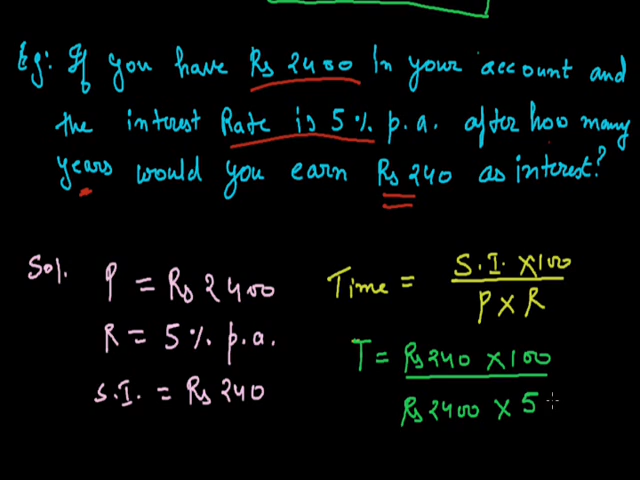 Eg: If you have Rs 2400 in your account and
the interest Rate is 5% p.a. after how many
years would you earn Rs 240 as interest?
Sol.
P = Rs 2400
R = 5% p.a.
S.I. = Rs 240
Time = S.I. × 100 / P × R
T = Rs 240 × 100 / Rs 2400 × 5